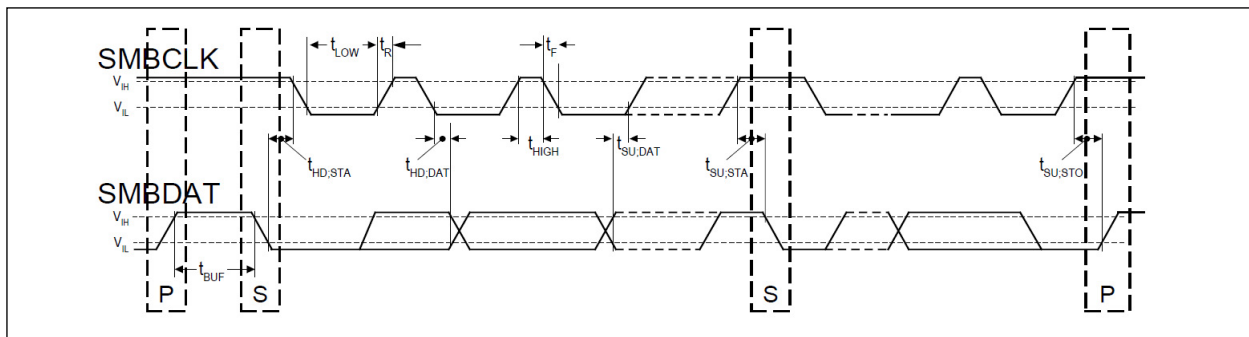 SMBCLK
tLOW tR tF
VIH
VIL
tHD;STA tHD;DAT tHIGH tSU;DAT tSU;STA tSU;STO
SMBDAT
VIH
VIL
tBUF
P S S P